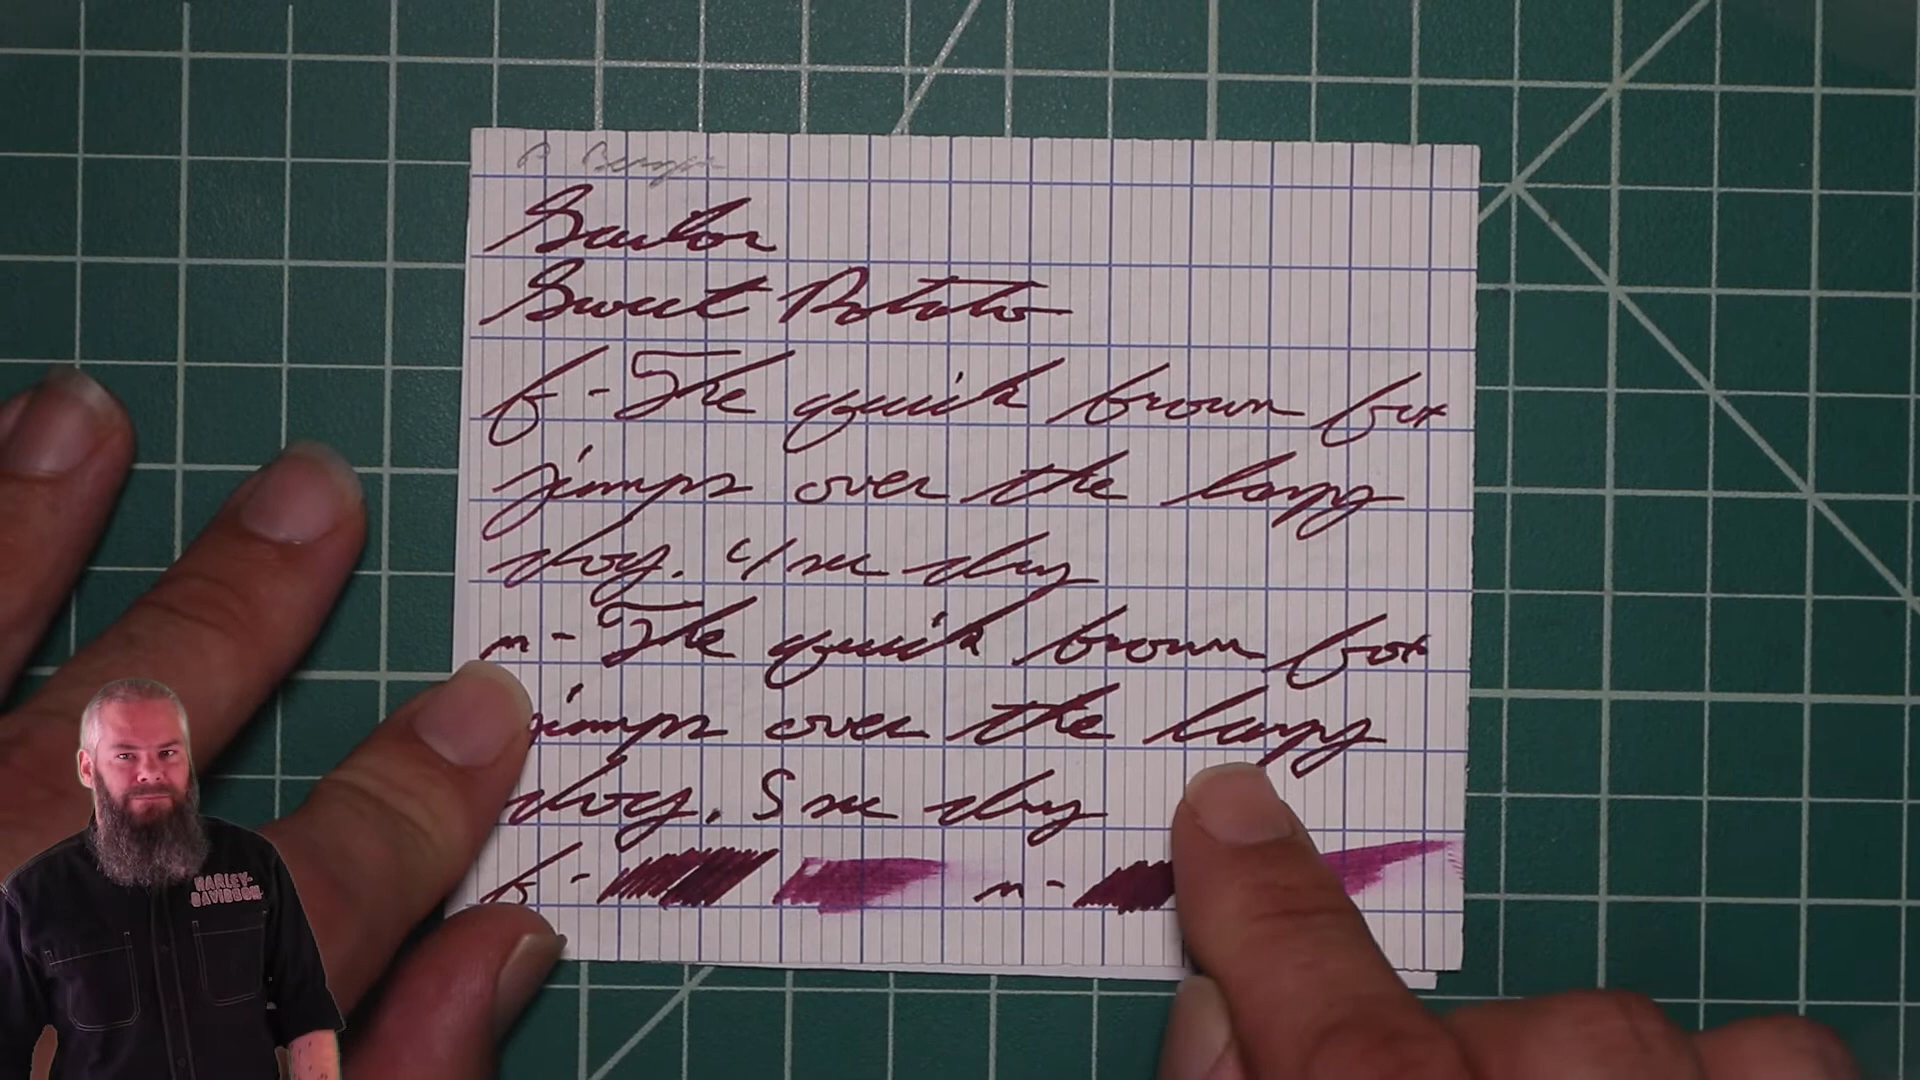 Sailor
Sweet Potato
f - The quick brown fox
jumps over the lazy
dog. 4 sec dry
m - The quick brown fox
jumps over the lazy
dog. 5 sec dry
f - m -
HARLEY-
DAVIDSON